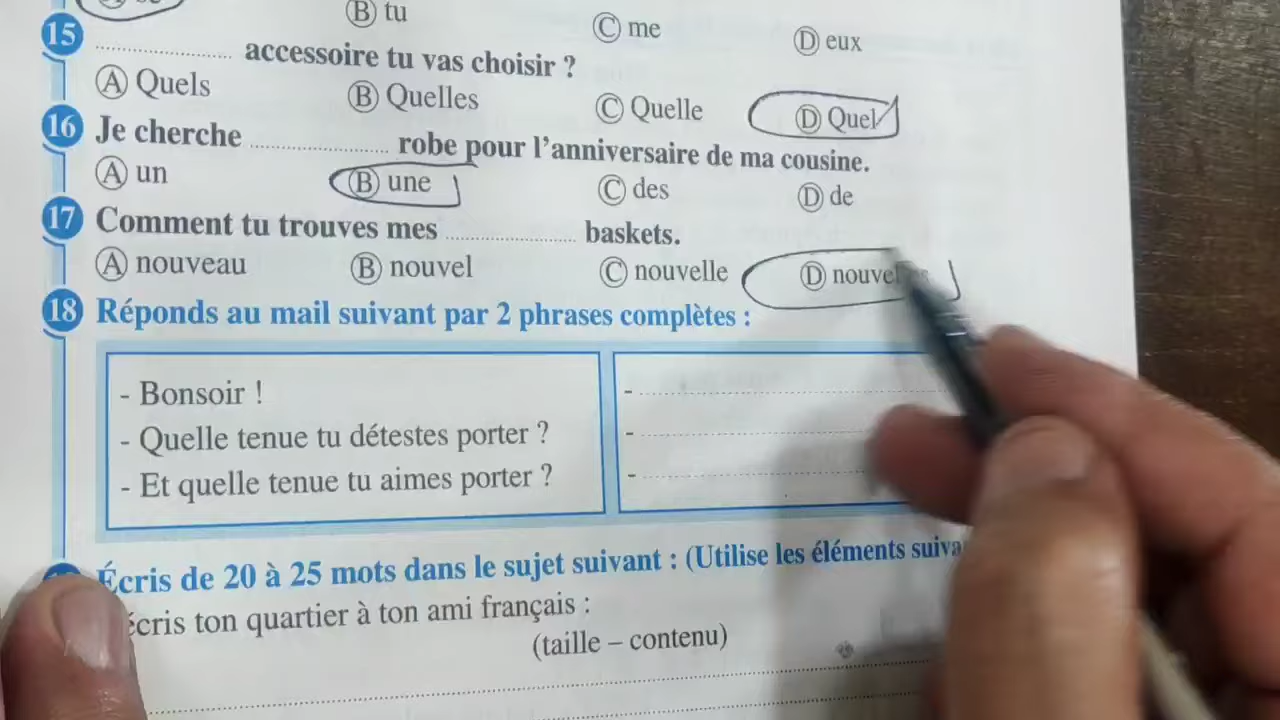 Ⓑ tu
Ⓒ me
Ⓓ eux
15 .................... accessoire tu vas choisir ?
Ⓐ Quels Ⓑ Quelles Ⓒ Quelle Ⓓ Quel
16 Je cherche .................... robe pour l'anniversaire de ma cousine.
Ⓐ un Ⓑ une Ⓒ des Ⓓ de
17 Comment tu trouves mes .................... baskets.
Ⓐ nouveau Ⓑ nouvel Ⓒ nouvelle Ⓓ
18 Réponds au mail suivant par 2 phrases complètes :
- Bonsoir !
- Quelle tenue tu détestes porter ?
- Et quelle tenue tu aimes porter ?
Écris de 20 à 25 mots dans le sujet suivant : (Utilise les éléments
ton quartier à ton ami français :
(taille – contenu)